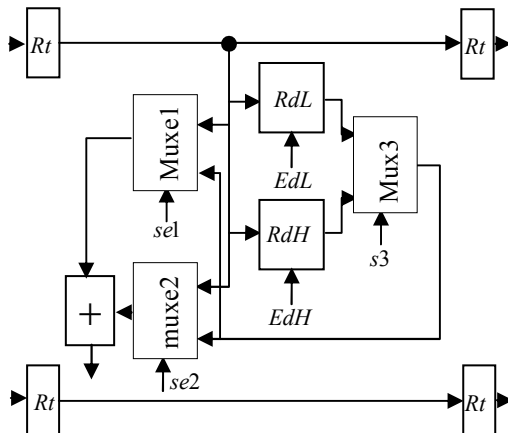 Rt
Rt
RdL
Muxe1
Mux3
EdL
se1
RdH
s3
muxe2
+
EdH
se2
Rt
Rt